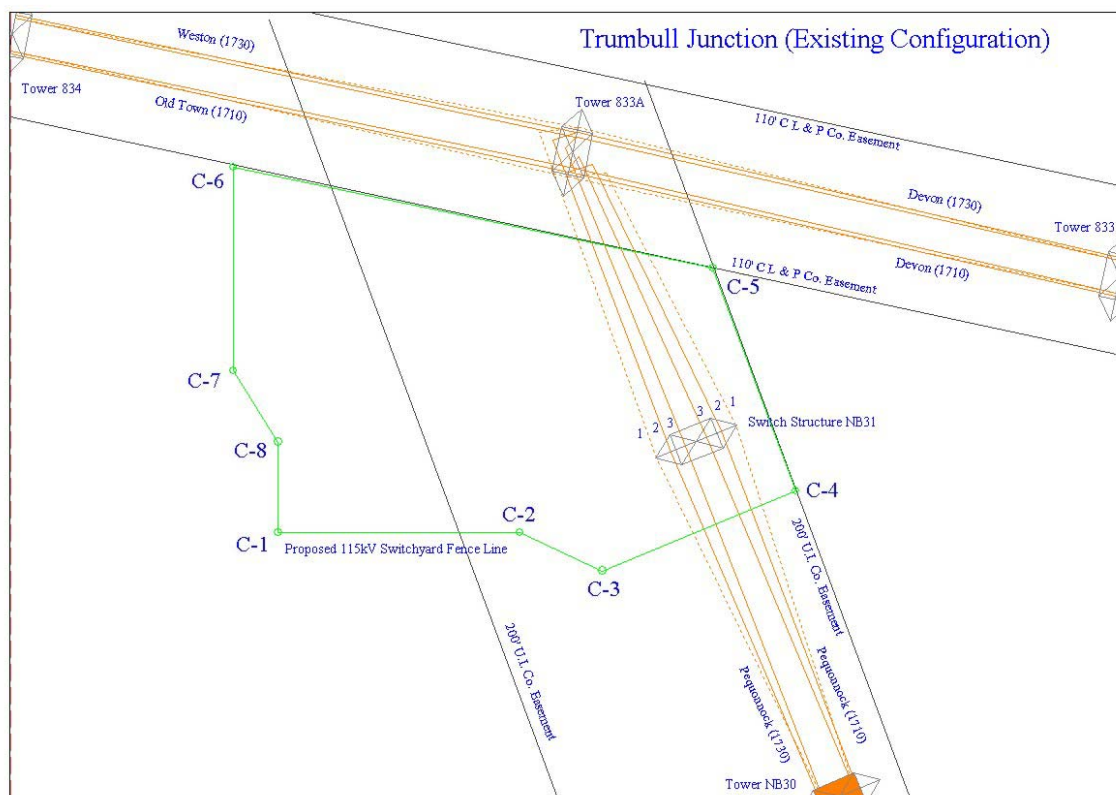 Trumbull Junction (Existing Configuration)
Weston (1730)
Tower 834
Old Town (1710)
Tower 833A
110' C L & P Co. Easement
C-6
Devon (1730)
Tower 833
Devon (1710)
110' C L & P Co. Easement
C-5
C-7
1 2 3 3 2 1
Switch Structure NB31
C-8
C-4
C-1
Proposed 115kV Switchyard Fence Line
C-2
C-3
200' U.I. Co. Easement
200' U.I. Co. Easement
Pequonnock (1730)
Pequonnock (1710)
Tower NB30